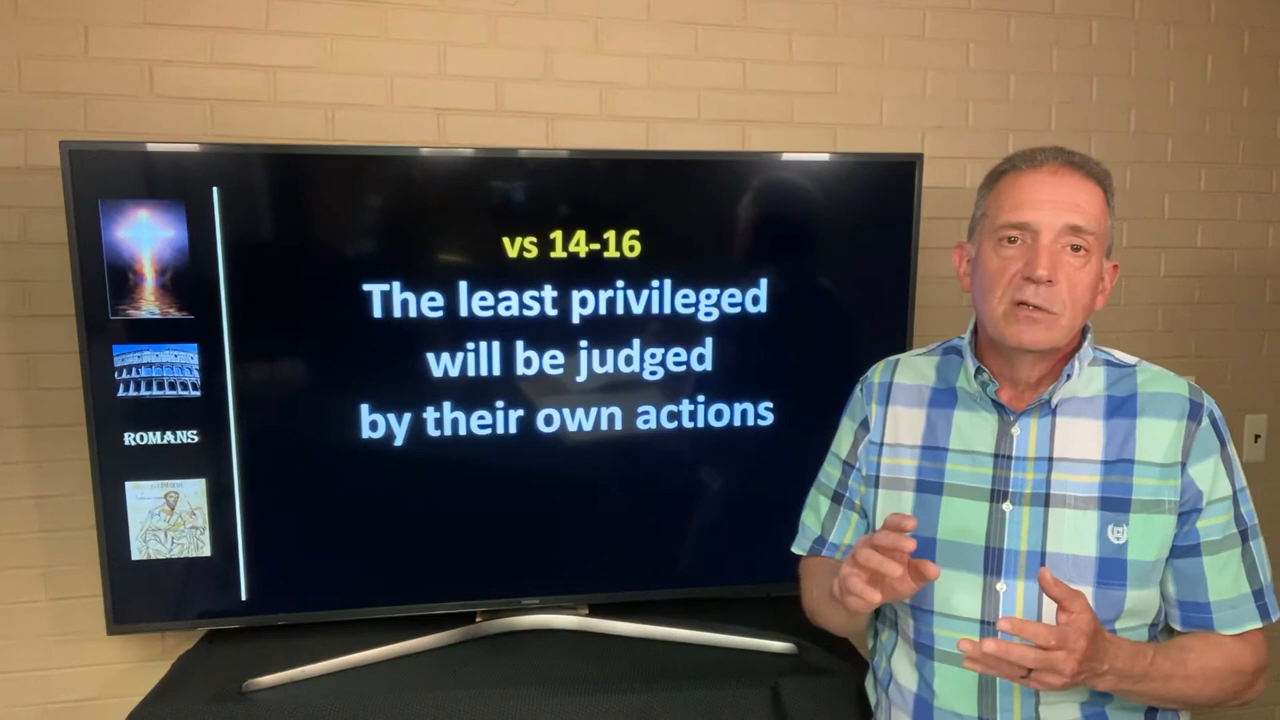 vs 14-16
The least privileged
will be judged
by their own actions
ROMANS